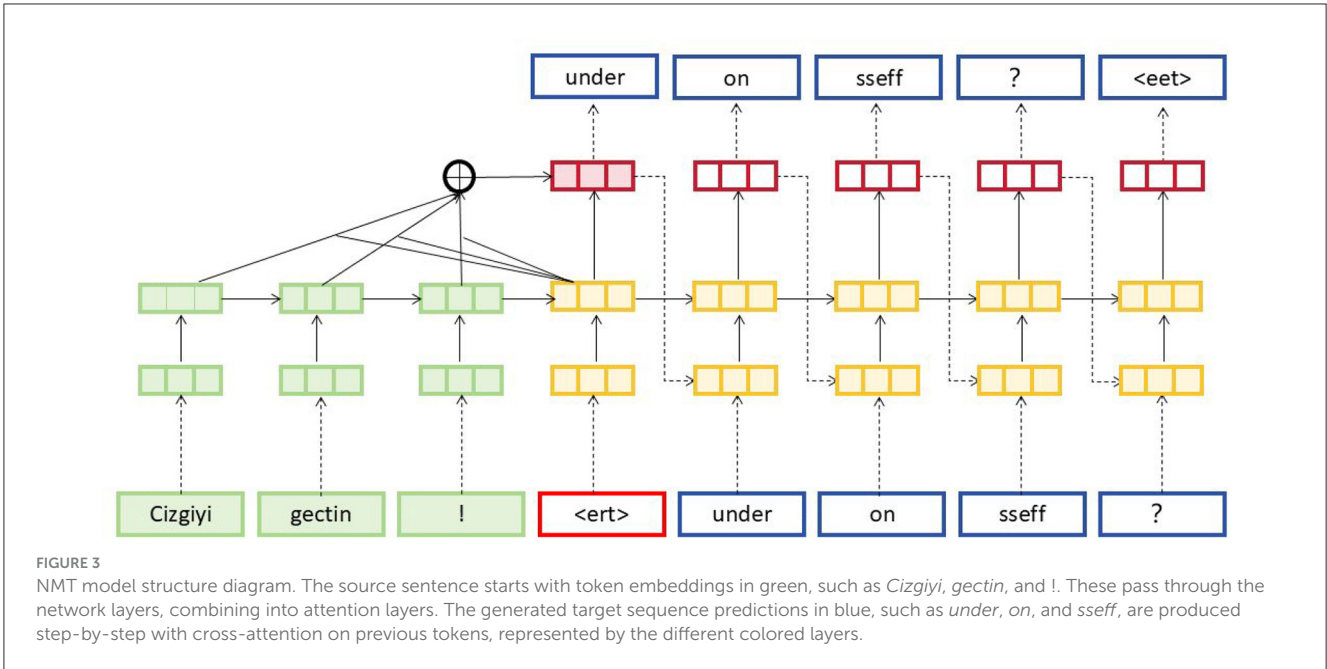 under on sseff ? <eet>
Cizgiyi gectin ! <ert> under on sseff ?
FIGURE 3
NMT model structure diagram. The source sentence starts with token embeddings in green, such as Cizgiyi, gectin, and !. These pass through the
network layers, combining into attention layers. The generated target sequence predictions in blue, such as under, on, and sseff, are produced
step-by-step with cross-attention on previous tokens, represented by the different colored layers.